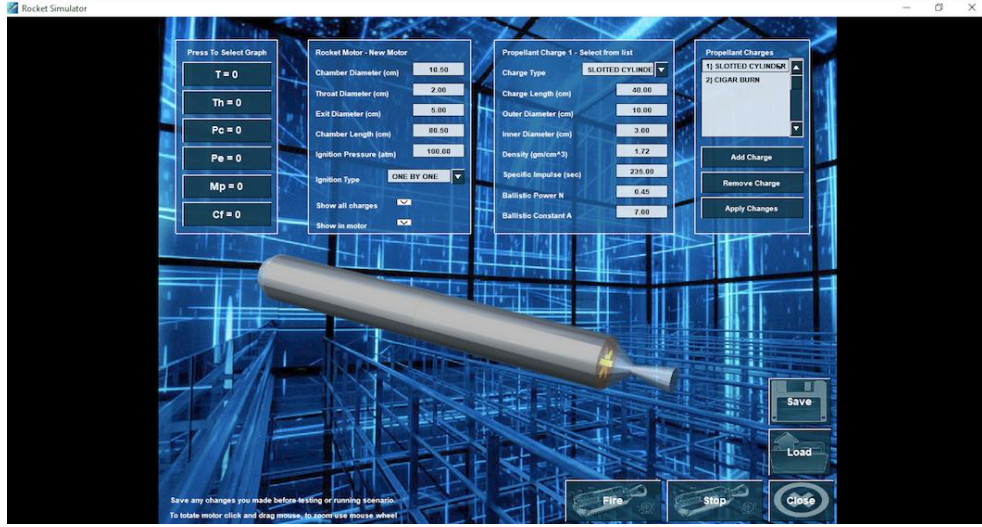 Rocket Simulator
Press To Select Graph
T = 0
Th = 0
Pc = 0
Pe = 0
Mp = 0
Cf = 0
Rocket Motor - New Motor
Chamber Diameter (cm) 10.50
Throat Diameter (cm) 2.00
Exit Diameter (cm) 5.00
Chamber Length (cm) 80.50
Ignition Pressure (atm) 100.00
Ignition Type ONE BY ONE
Show all charges
Show in motor
Propellant Charge 1 - Select from list
Charge Type SLOTTED CYLINDE
Charge Length (cm) 40.00
Outer Diameter (cm) 10.00
Inner Diameter (cm) 3.00
Density (gm/cm^3) 1.72
Specific Impulse (sec) 235.00
Ballistic Power N 0.45
Ballistic Constant A 7.00
Propellant Charges
1) SLOTTED CYLINDER
2) CIGAR BURN
Add Charge
Remove Charge
Apply Changes
Save
Load
Fire
Stop
Close
Save any changes you made before testing or running scenario.
To totate motor click and drag mouse, to zoom use mouse wheel